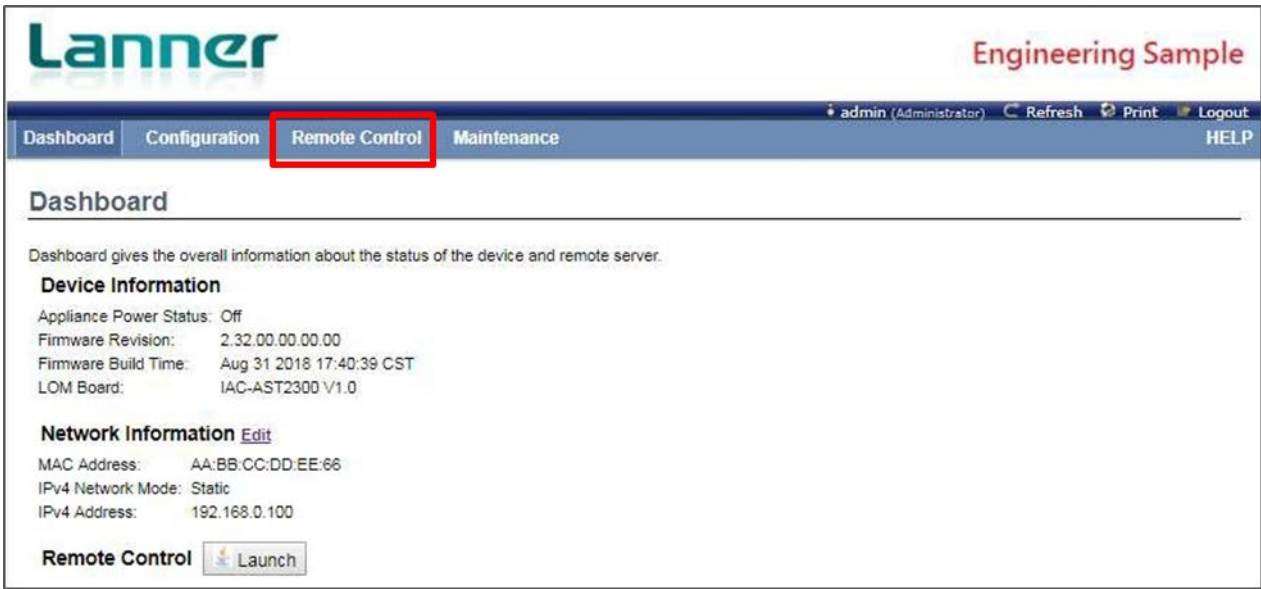 Lanner
Engineering Sample
admin (Administrator) Refresh Print Logout
Dashboard Configuration Remote Control Maintenance HELP
Dashboard
Dashboard gives the overall information about the status of the device and remote server.
Device Information
Appliance Power Status: Off
Firmware Revision: 2.32.00.00.00.00
Firmware Build Time: Aug 31 2018 17:40:39 CST
LOM Board: IAC-AST2300 V1.0
Network Information Edit
MAC Address: AA:BB:CC:DD:EE:66
IPv4 Network Mode: Static
IPv4 Address: 192.168.0.100
Remote Control Launch